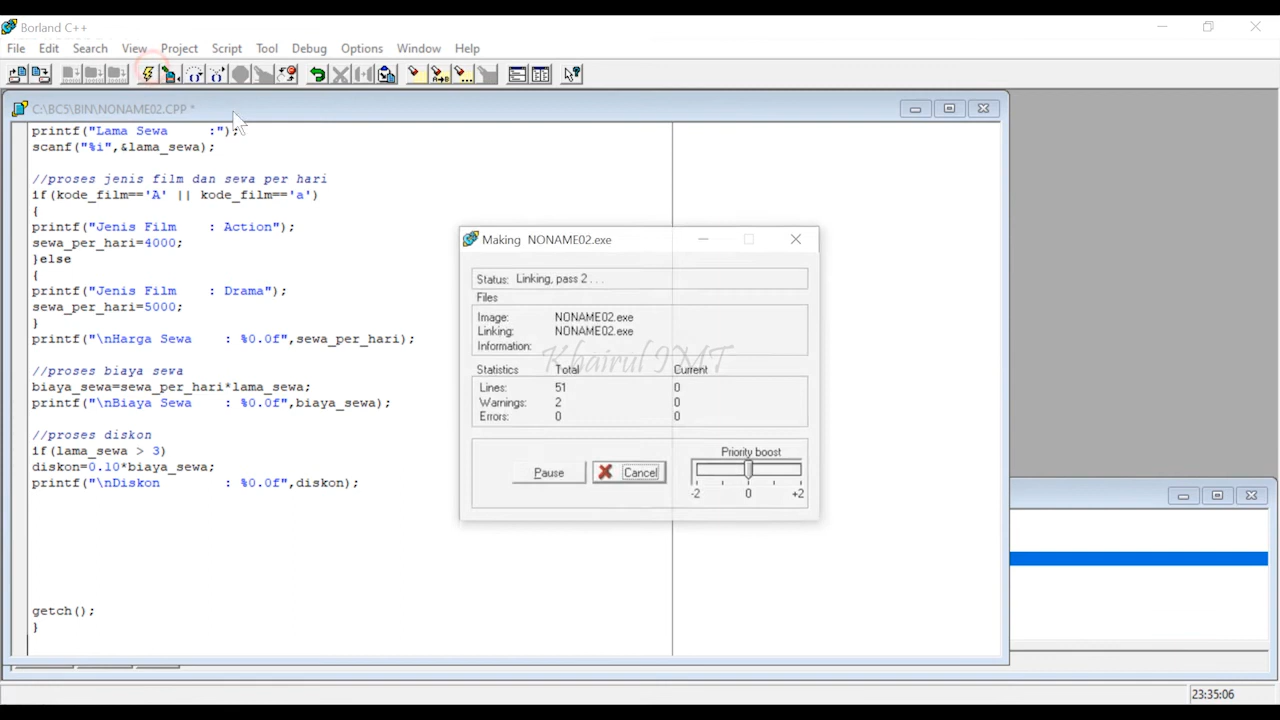 Borland C++
File Edit Search View Project Script Tool Debug Options Window Help
C:\BC5\BIN\NONAME02.CPP *
printf("Lama Sewa     :");
scanf("%i",&lama_sewa);
//proses jenis film dan sewa per hari
if(kode_film=='A' || kode_film=='a')
{
printf("Jenis Film    : Action");
sewa_per_hari=4000;
}else
{
printf("Jenis Film    : Drama");
sewa_per_hari=5000;
}
printf("\nHarga Sewa    : %0.0f",sewa_per_hari);
//proses biaya sewa
biaya_sewa=sewa_per_hari*lama_sewa;
printf("\nBiaya Sewa    : %0.0f",biaya_sewa);
//proses diskon
if(lama_sewa > 3)
diskon=0.10*biaya_sewa;
printf("\nDiskon        : %0.0f",diskon);
getch();
}
Making NONAME02.exe
Status: Linking, pass 2 . . .
Files
Image: NONAME02.exe
Linking: NONAME02.exe
Information:
Khairul IMT
Statistics Total Current
Lines: 51 0
Warnings: 2 0
Errors: 0 0
Pause Cancel
Priority boost
-2 0 +2
23:35:06